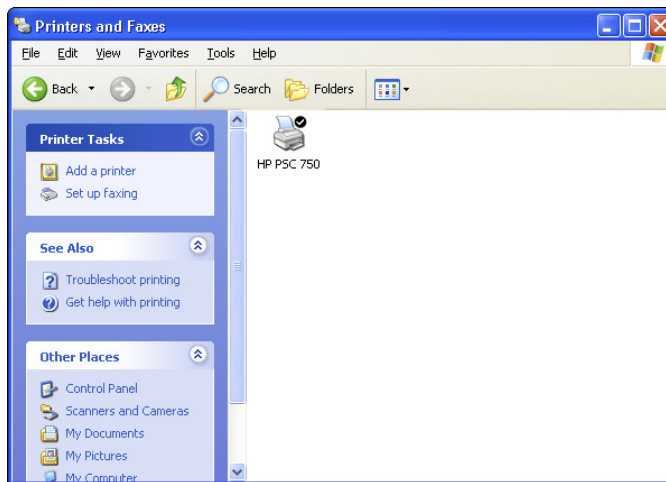 Printers and Faxes
File Edit View Favorites Tools Help
Back Search Folders
Printer Tasks
Add a printer
Set up faxing
See Also
Troubleshoot printing
Get help with printing
Other Places
Control Panel
Scanners and Cameras
My Documents
My Pictures
My Computer
HP PSC 750